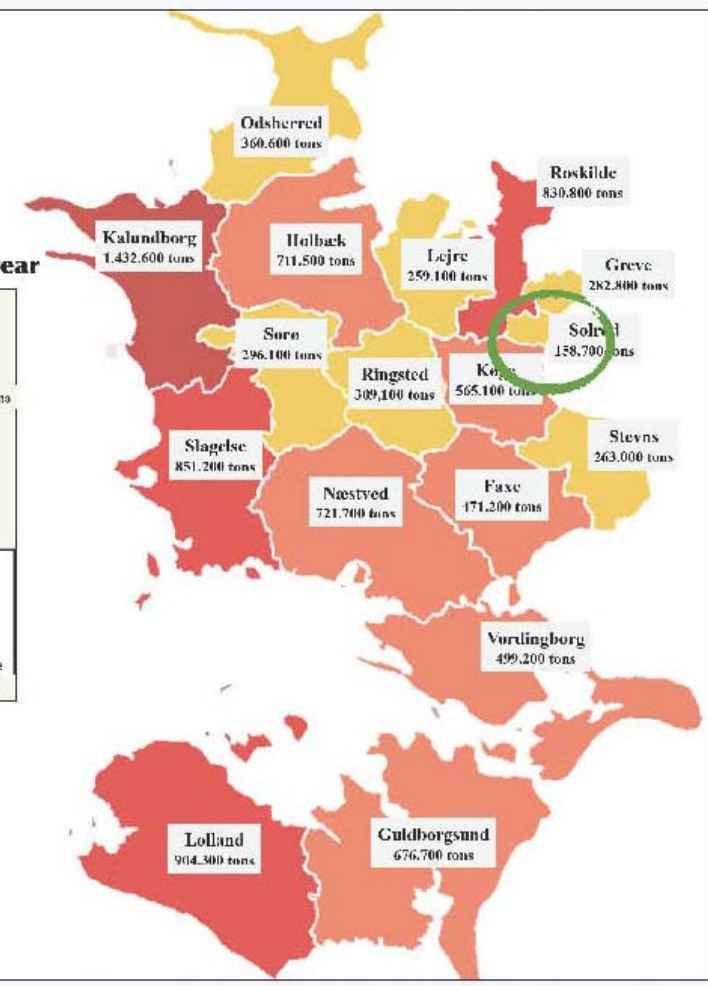 Odsherred
360.600 tons
Roskilde
830.800 tons
Kalundborg
1.432.600 tons
Holbæk
711.500 tons
Lejre
259.100 tons
Greve
282.800 tons
ear
Sorø
296.100 tons
Solrød
158.700 tons
Ringsted
309,100 tons
Køge
565.100 tons
Slagelse
851.200 tons
Stevns
263.000 tons
Næstved
721.700 tons
Faxe
471.200 tons
Vordingborg
499.200 tons
Lolland
904.300 tons
Guldborgsund
676.700 tons